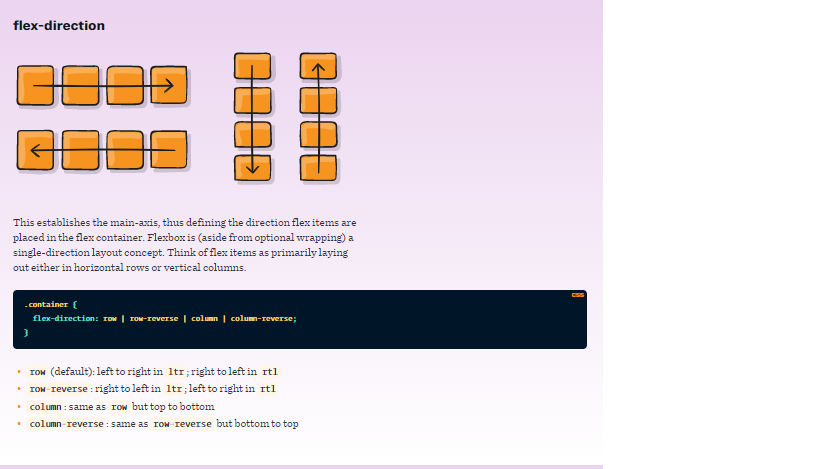 flex-direction
This establishes the main-axis, thus defining the direction flex items are
placed in the flex container. Flexbox is (aside from optional wrapping) a
single-direction layout concept. Think of flex items as primarily laying
out either in horizontal rows or vertical columns.
CSS
.container {
  flex-direction: row | row-reverse | column | column-reverse;
}
• row (default): left to right in ltr; right to left in rtl
• row-reverse: right to left in ltr; left to right in rtl
• column: same as row but top to bottom
• column-reverse: same as row-reverse but bottom to top